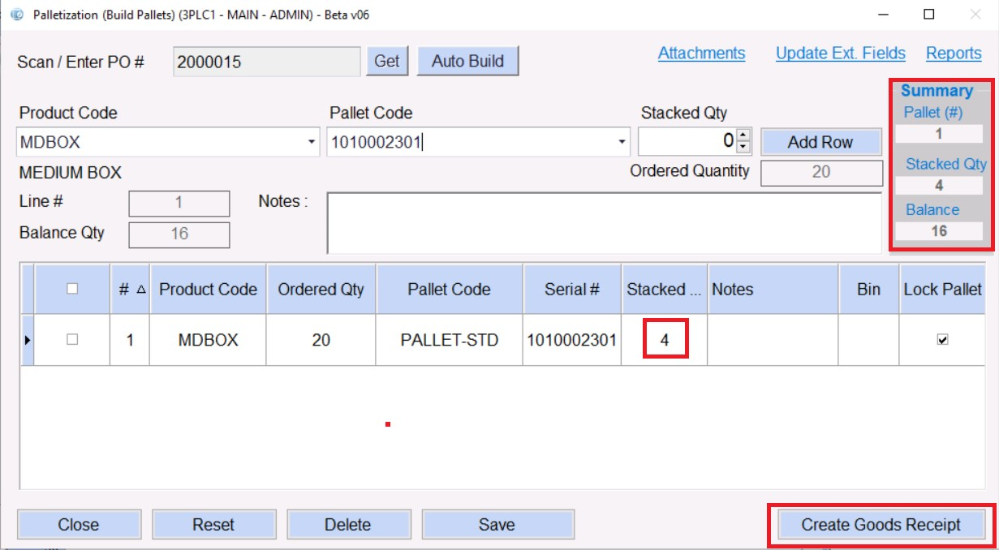 Palletization (Build Pallets) (3PLC1 - MAIN - ADMIN) - Beta v06
Scan / Enter PO # 2000015 Get Auto Build Attachments Update Ext. Fields Reports
Summary
Product Code Pallet Code Stacked Qty Pallet (#)
MDBOX 1010002301 0 Add Row 1
MEDIUM BOX Ordered Quantity 20 Stacked Qty
4
Line # 1 Notes : Balance
Balance Qty 16 16
# Product Code Ordered Qty Pallet Code Serial # Stacked ... Notes Bin Lock Pallet
1 MDBOX 20 PALLET-STD 1010002301 4
Close Reset Delete Save Create Goods Receipt